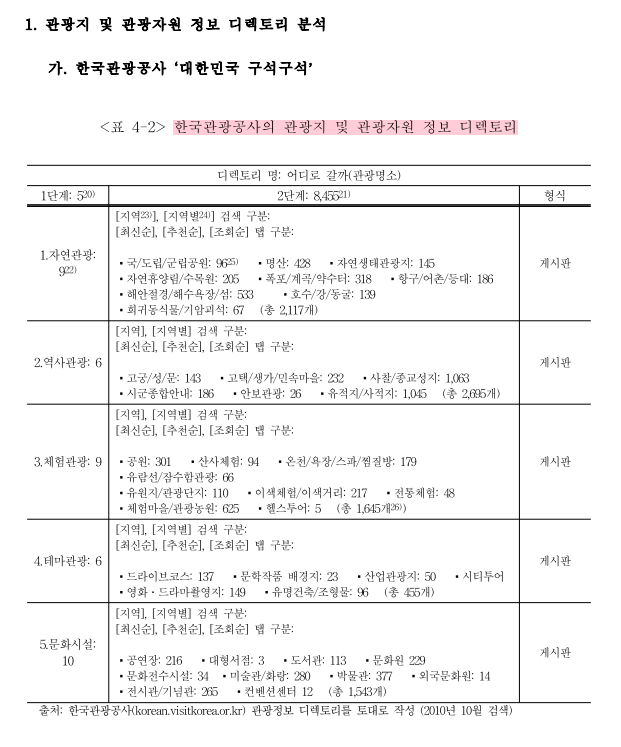 1. 관광지 및 관광자원 정보 디렉토리 분석
가. 한국관광공사 ‘대한민국 구석구석’
<표 4-2> 한국관광공사의 관광지 및 관광자원 정보 디렉토리
디렉토리 명: 어디로 갈까(관광명소)
1단계: 520) 2단계: 8,45521) 형식
1.자연관광:
922)
[지역23)], [지역별24)] 검색 구분:
[최신순], [추천순], [조회순] 탭 구분:
▪국/도립/군립공원: 9625) ▪명산: 428 ▪자연생태관광지: 145
▪자연휴양림/수목원: 205 ▪폭포/계곡/약수터: 318 ▪항구/어촌/등대: 186
▪해안절경/해수욕장/섬: 533 ▪호수/강/동굴: 139
▪희귀동식물/기암괴석: 67 (총 2,117개)
게시판
2.역사관광: 6
[지역], [지역별] 검색 구분:
[최신순], [추천순], [조회순] 탭 구분:
▪고궁/성/문: 143 ▪고택/생가/민속마을: 232 ▪사찰/종교성지: 1,063
▪시군종합안내: 186 ▪안보관광: 26 ▪유적지/사적지: 1,045 (총 2,695개)
게시판
3.체험관광: 9
[지역], [지역별] 검색 구분:
[최신순], [추천순], [조회순] 탭 구분:
▪공원: 301 ▪산사체험: 94 ▪온천/욕장/스파/찜질방: 179
▪유람선/잠수함관광: 66
▪유원지/관광단지: 110 ▪이색체험/이색거리: 217 ▪전통체험: 48
▪체험마을/관광농원: 625 ▪헬스투어: 5 (총 1,645개26))
게시판
4.테마관광: 6
[지역], [지역별] 검색 구분:
[최신순], [추천순], [조회순] 탭 구분:
▪드라이브코스: 137 ▪문학작품 배경지: 23 ▪산업관광지: 50 ▪시티투어
▪영화·드라마촬영지: 149 ▪유명건축/조형물: 96 (총 455개)
게시판
5.문화시설:
10
[지역], [지역별] 검색 구분:
[최신순], [추천순], [조회순] 탭 구분:
▪공연장: 216 ▪대형서점: 3 ▪도서관: 113 ▪문화원 229
▪문화전수시설: 34 ▪미술관/화랑: 280 ▪박물관: 377 ▪외국문화원: 14
▪전시관/기념관: 265 ▪컨벤션센터 12 (총 1,543개)
게시판
출처: 한국관광공사(korean.visitkorea.or.kr) 관광정보 디렉토리를 토대로 작성 (2010년 10월 검색)